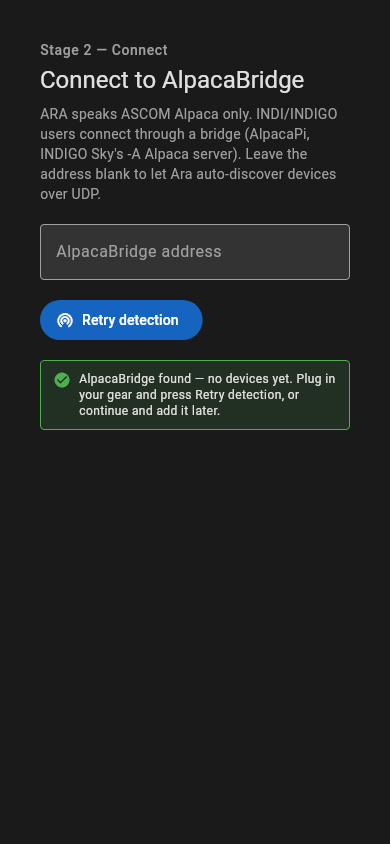 Stage 2 — Connect
Connect to AlpacaBridge
ARA speaks ASCOM Alpaca only. INDI/INDIGO
users connect through a bridge (AlpacaPi,
INDIGO Sky's -A Alpaca server). Leave the
address blank to let Ara auto-discover devices
over UDP.
AlpacaBridge address
Retry detection
AlpacaBridge found — no devices yet. Plug in
your gear and press Retry detection, or
continue and add it later.